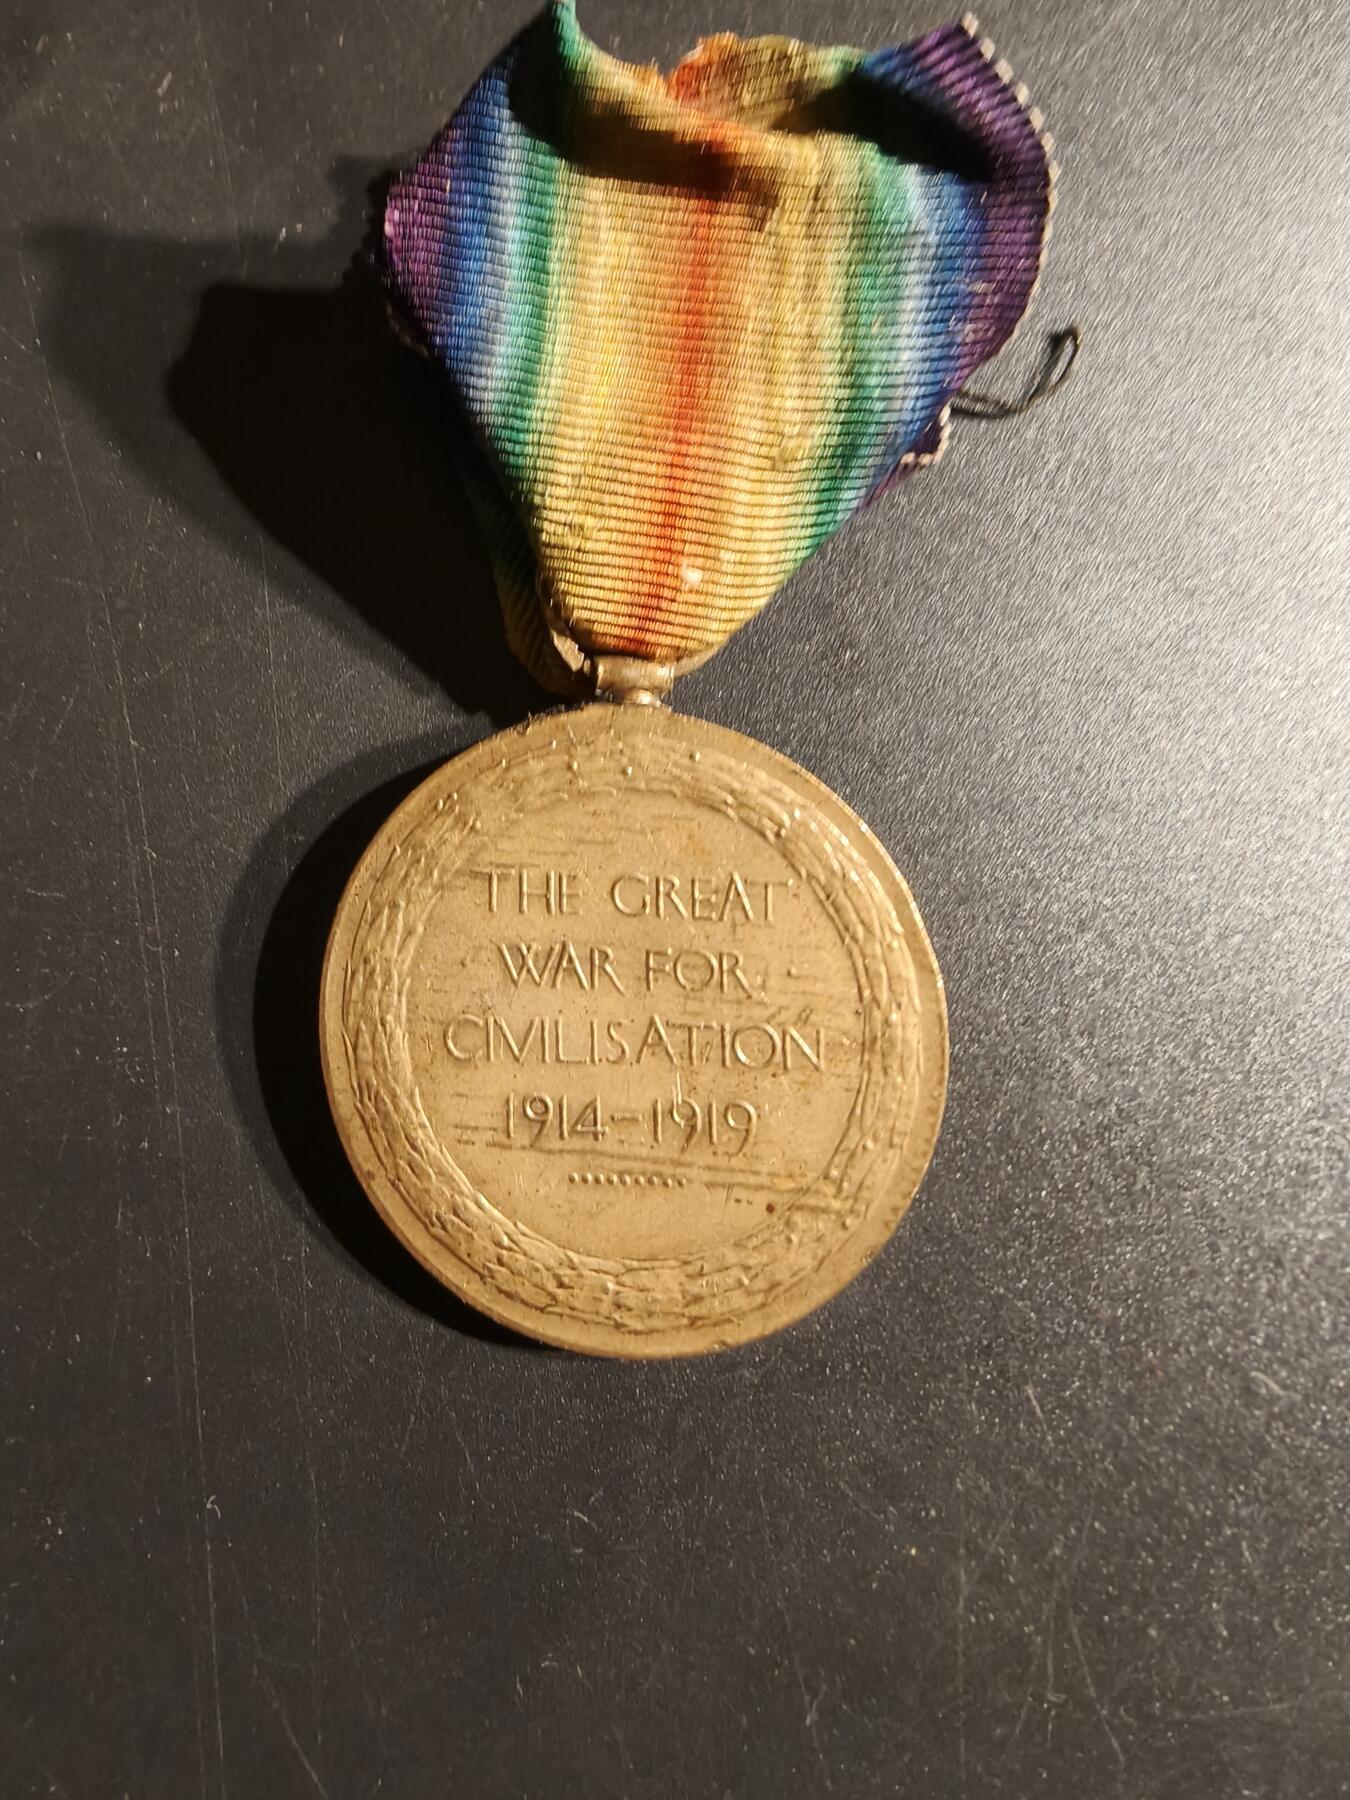 THE GREAT
WAR FOR
CIVILISATION
1914-1919